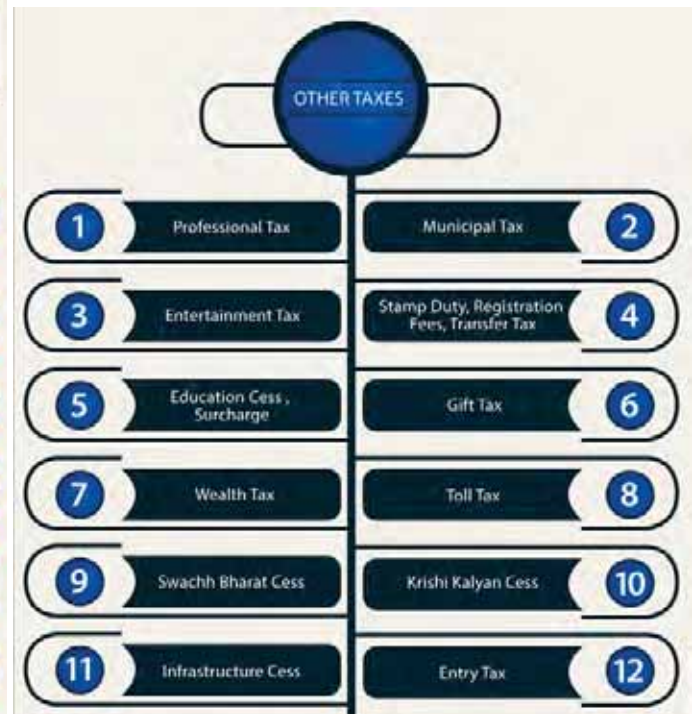 OTHER TAXES
1 Professional Tax
Municipal Tax 2
3 Entertainment Tax
Stamp Duty, Registration
Fees, Transfer Tax 4
5 Education Cess ,
Surcharge
Gift Tax 6
7 Wealth Tax
Toll Tax 8
9 Swachh Bharat Cess
Krishi Kalyan Cess 10
11 Infrastructure Cess
Entry Tax 12